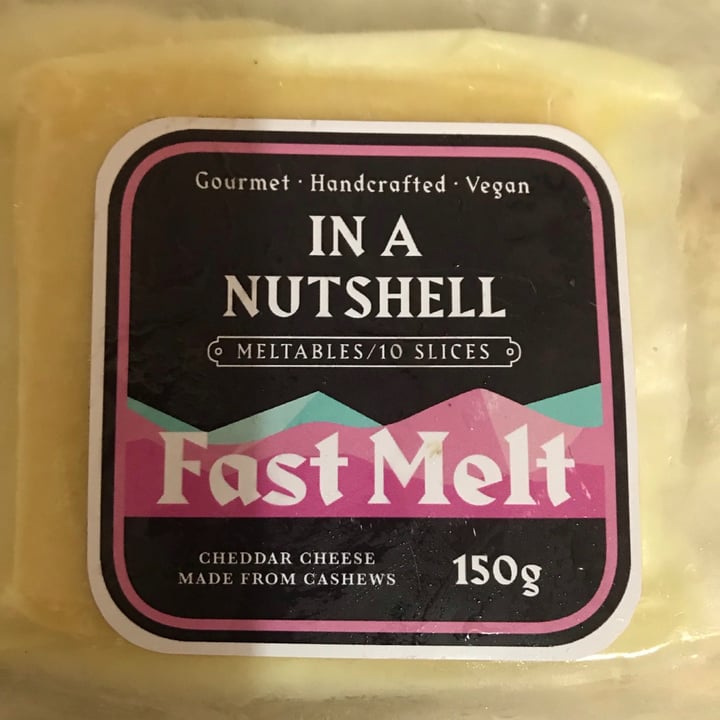 Gourmet · Handcrafted · Vegan
IN A
NUTSHELL
MELTABLES/10 SLICES
Fast Melt
CHEDDAR CHEESE
MADE FROM CASHEWS
150g